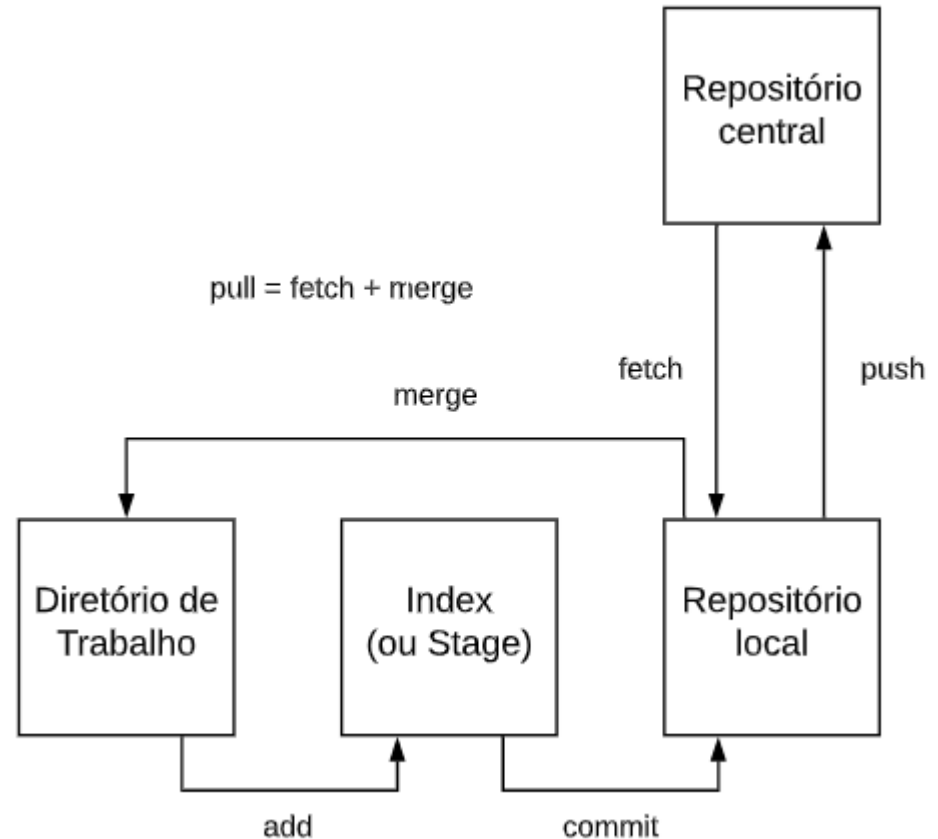 Repositório
central
pull = fetch + merge
fetch
push
merge
Diretório de
Trabalho
Index
(ou Stage)
Repositório
local
add
commit